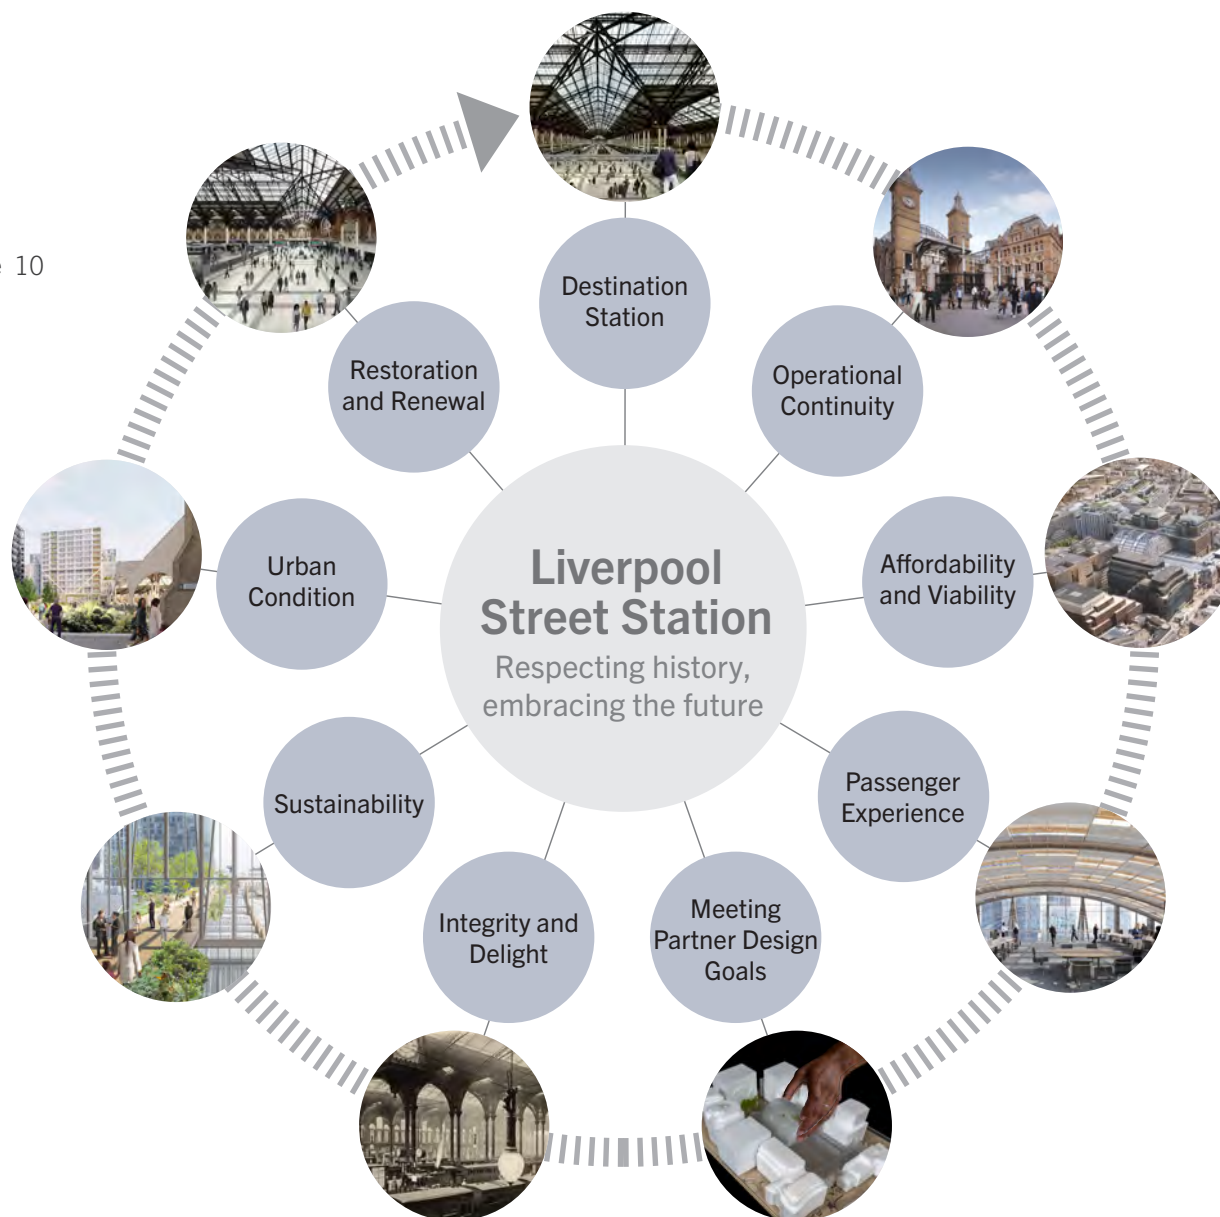 10
Destination
Station
Operational
Continuity
Affordability
and Viability
Passenger
Experience
Meeting
Partner Design
Goals
Integrity and
Delight
Sustainability
Urban
Condition
Restoration
and Renewal
Liverpool
Street Station
Respecting history,
embracing the future